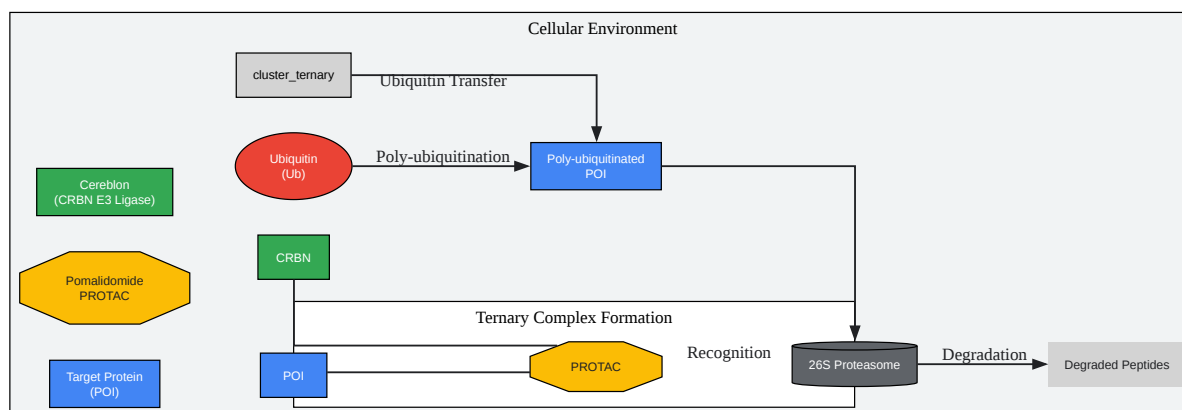 Cellular Environment
cluster_ternary
Ubiquitin Transfer
Ubiquitin
(Ub)
Poly-ubiquitination
Poly-ubiquitinated
POI
Cereblon
(CRBN E3 Ligase)
CRBN
Pomalidomide
PROTAC
Ternary Complex Formation
Target Protein
(POI)
POI
PROTAC
Recognition
26S Proteasome
Degradation
Degraded Peptides